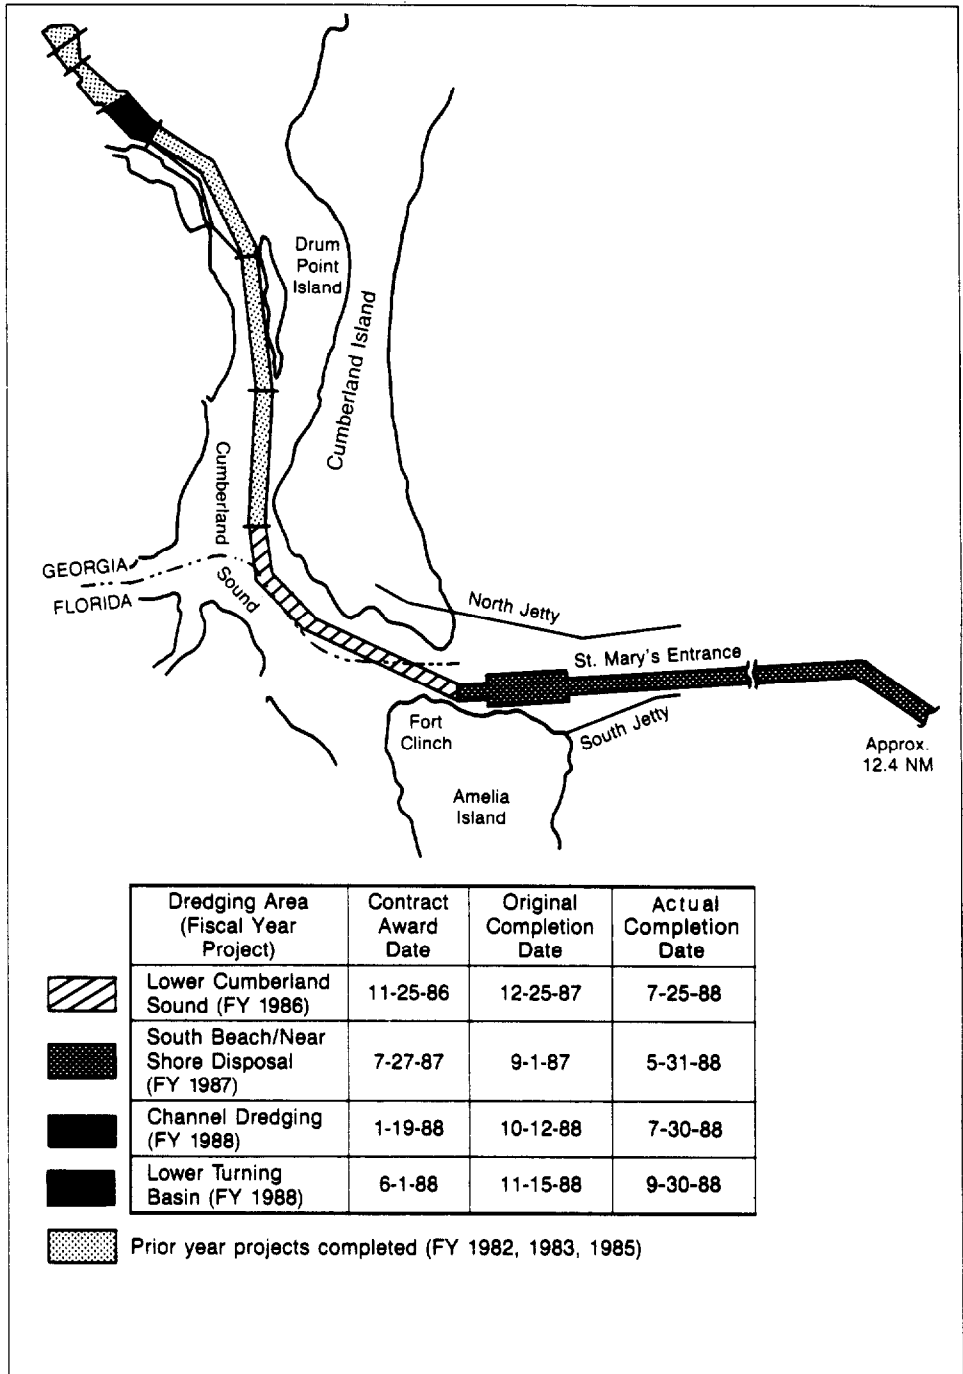 Drum
Point
Island
Cumberland Island
Cumberland
Sound
GEORGIA
FLORIDA
North Jetty
St. Mary's Entrance
South Jetty
Fort
Clinch
Approx.
12.4 NM
Amelia
Island
Dredging Area
(Fiscal Year
Project)
Contract
Award
Date
Original
Completion
Date
Actual
Completion
Date
Lower Cumberland
Sound (FY 1986)
11-25-86
12-25-87
7-25-88
South Beach/Near
Shore Disposal
(FY 1987)
7-27-87
9-1-87
5-31-88
Channel Dredging
(FY 1988)
1-19-88
10-12-88
7-30-88
Lower Turning
Basin (FY 1988)
6-1-88
11-15-88
9-30-88
Prior year projects completed (FY 1982, 1983, 1985)